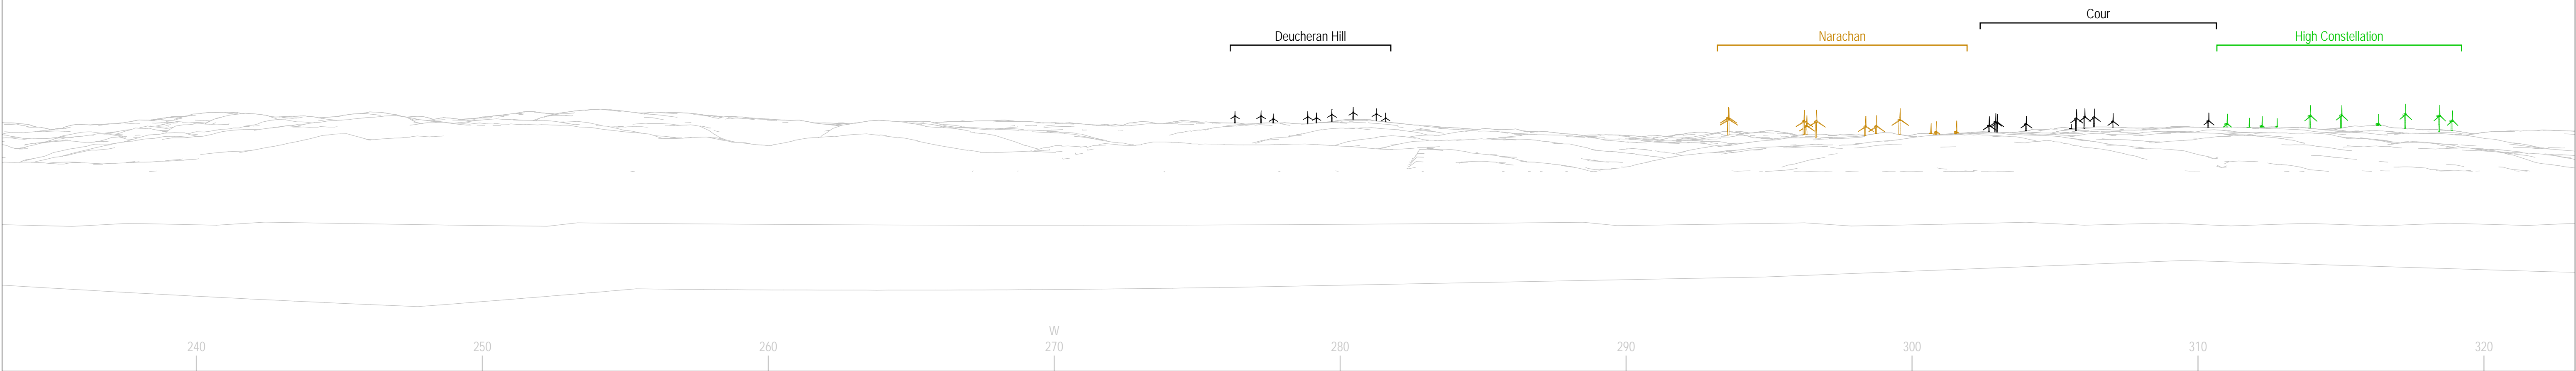 Cour
Deucheran Hill
Narachan
High Constellation
W
240
250
260
270
280
290
300
310
320